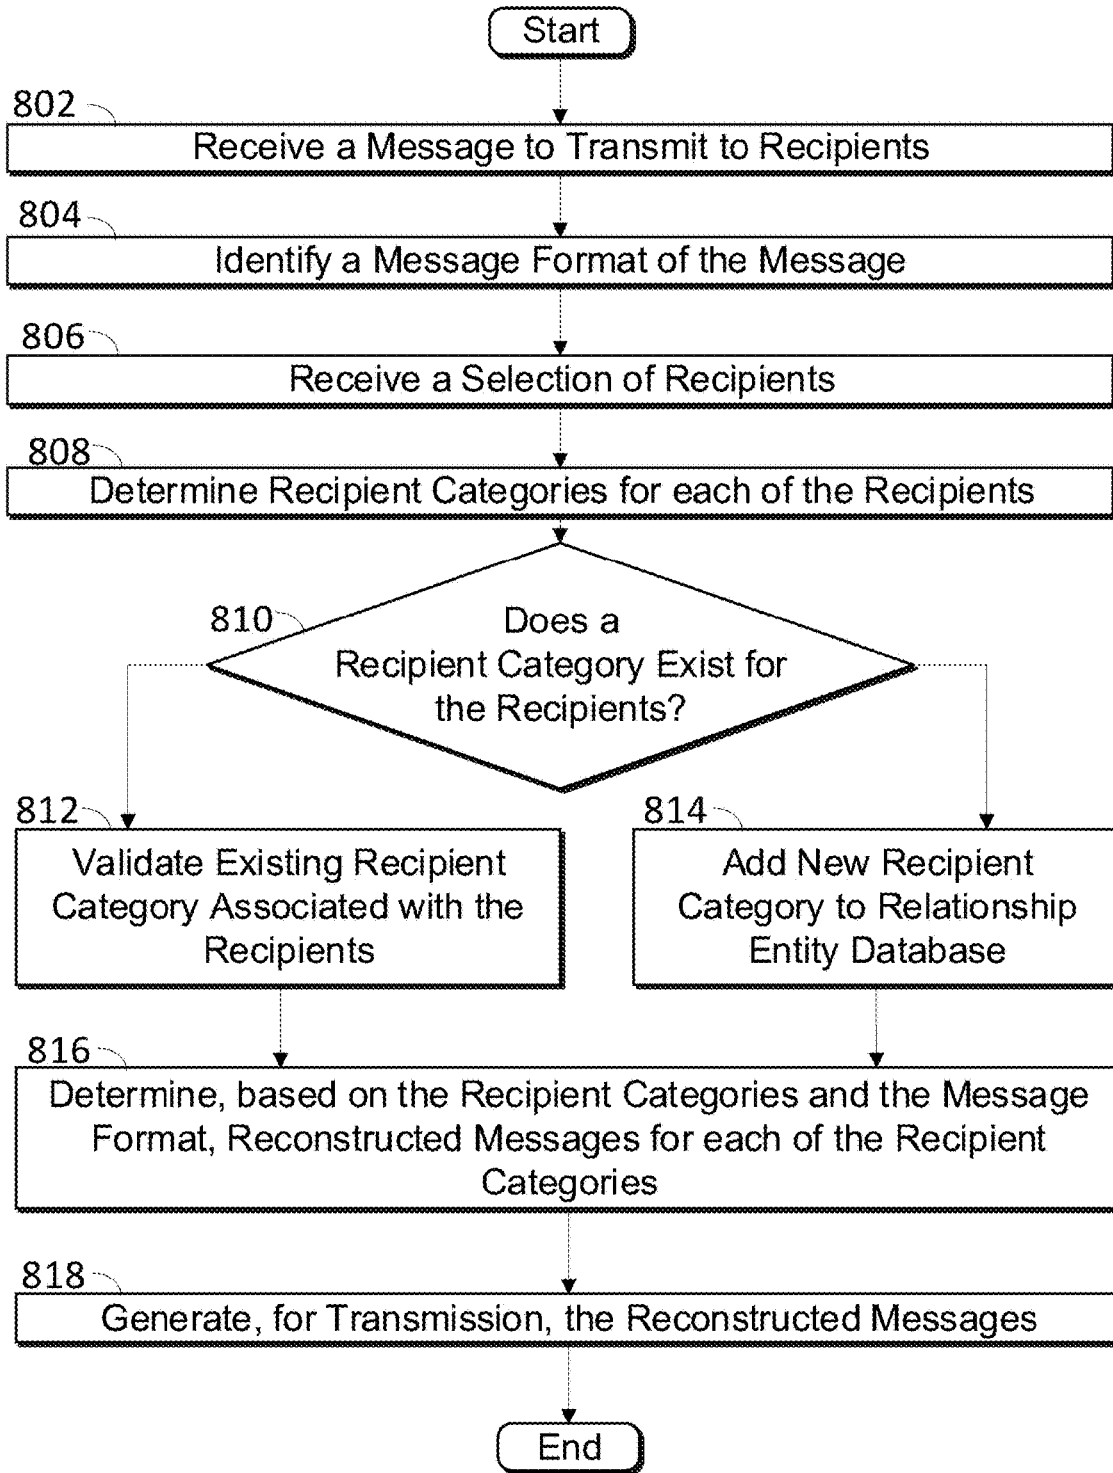 Start
802
Receive a Message to Transmit to Recipients
804
Identify a Message Format of the Message
806
Receive a Selection of Recipients
808
Determine Recipient Categories for each of the Recipients
810
Does a
Recipient Category Exist for
the Recipients?
812
Validate Existing Recipient
Category Associated with the
Recipients
814
Add New Recipient
Category to Relationship
Entity Database
816
Determine, based on the Recipient Categories and the Message
Format, Reconstructed Messages for each of the Recipient
Categories
818
Generate, for Transmission, the Reconstructed Messages
End